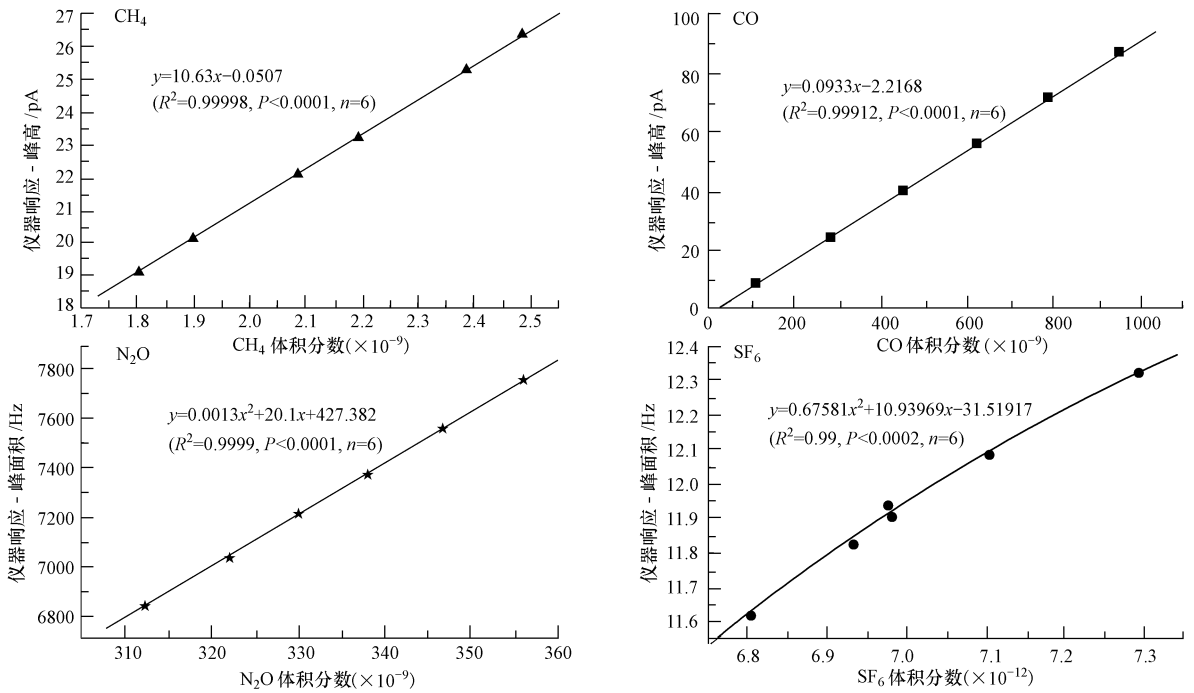 CH₄
y=10.63x−0.0507
(R²=0.99998, P<0.0001, n=6)
仪器响应 - 峰高 /pA
27
26
25
24
23
22
21
20
19
18
1.7 1.8 1.9 2.0 2.1 2.2 2.3 2.4 2.5
CH₄ 体积分数(×10⁻⁹)
CO
y=0.0933x−2.2168
(R²=0.99912, P<0.0001, n=6)
仪器响应 - 峰高 /pA
100
80
60
40
20
0
0 200 400 600 800 1000
CO 体积分数 (×10⁻⁹)
N₂O
y=0.0013x²+20.1x+427.382
(R²=0.9999, P<0.0001, n=6)
仪器响应 - 峰面积 /Hz
7800
7600
7400
7200
7000
6800
310 320 330 340 350 360
N₂O 体积分数(×10⁻⁹)
SF₆
y=0.67581x²+10.93969x−31.51917
(R²=0.99, P<0.0002, n=6)
仪器响应 - 峰面积 /Hz
12.4
12.3
12.2
12.1
12.0
11.9
11.8
11.7
11.6
6.8 6.9 7.0 7.1 7.2 7.3
SF₆ 体积分数(×10⁻¹²)